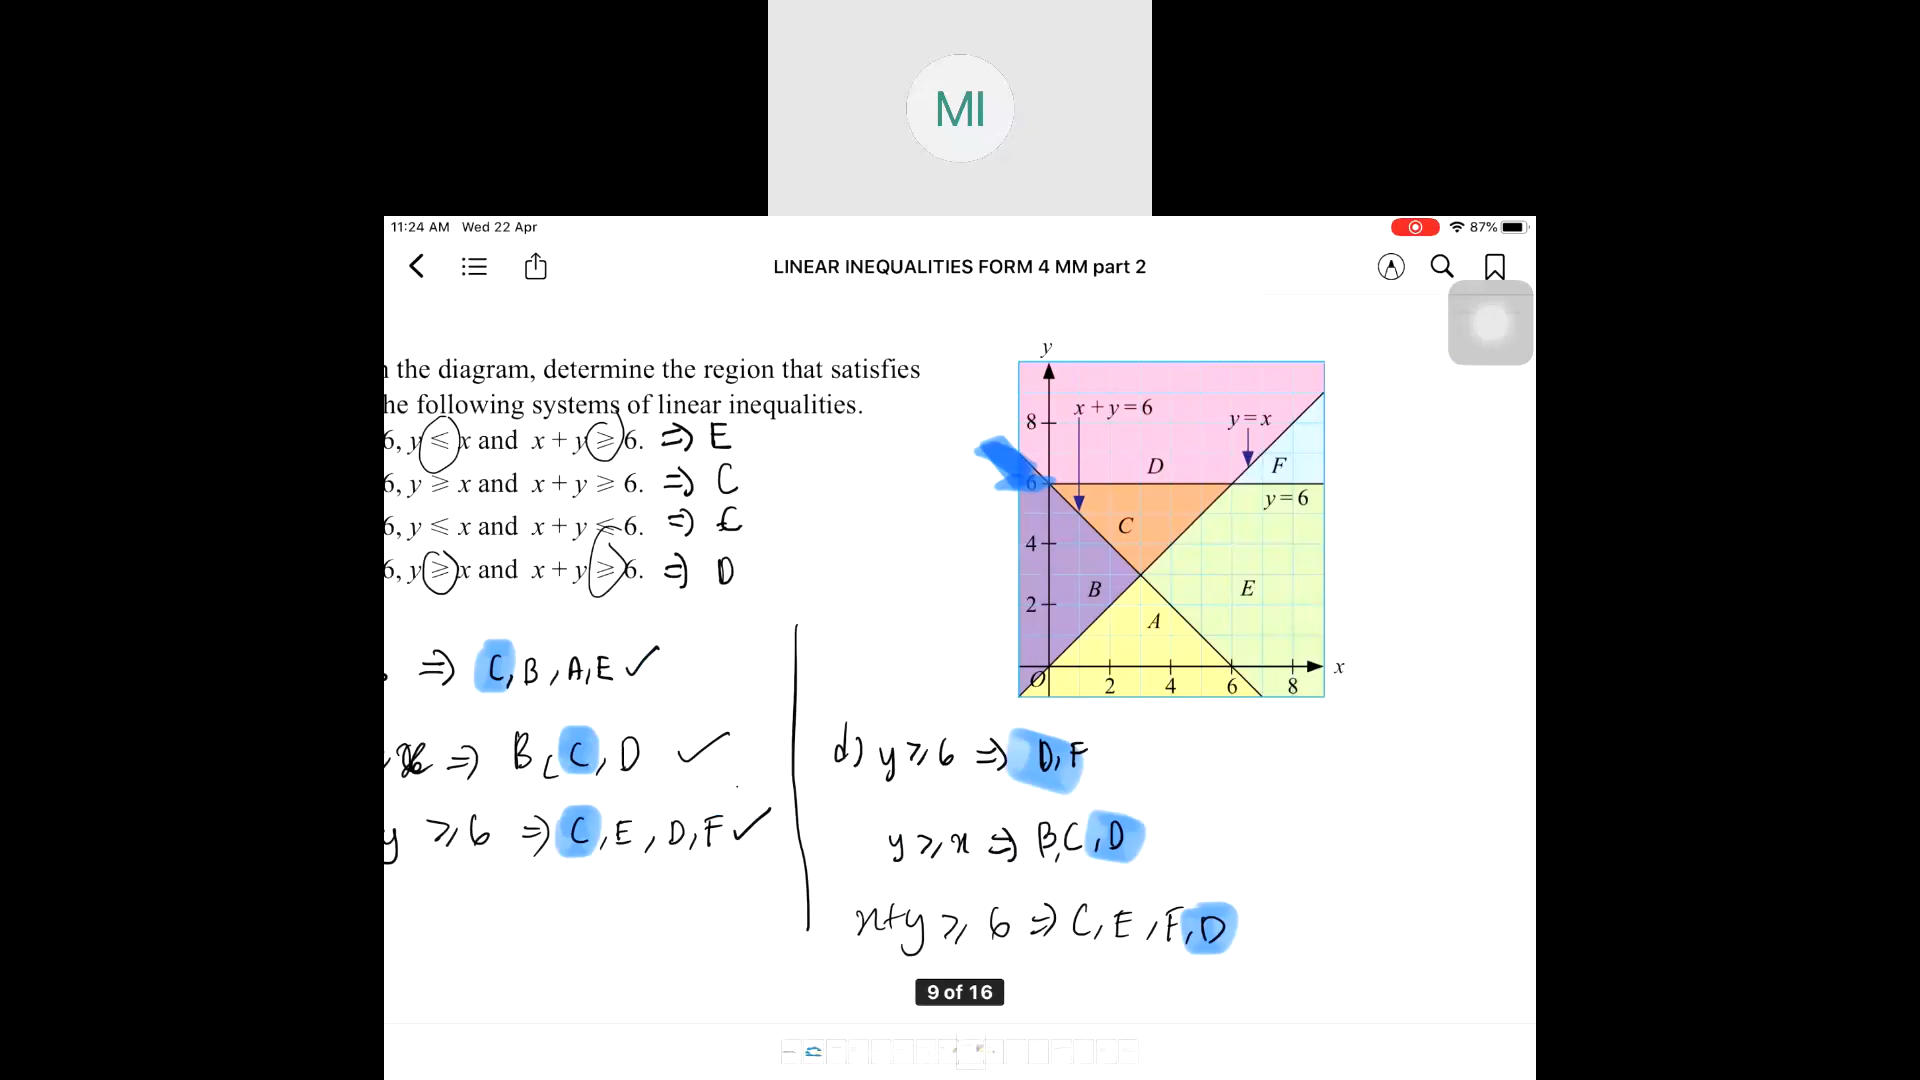 MI
11:24 AM Wed 22 Apr
87%
LINEAR INEQUALITIES FORM 4 MM part 2
the diagram, determine the region that satisfies
he following systems of linear inequalities.
6, y ⩽ x and x + y ⩾ 6. ⇒ E
6, y ⩾ x and x + y ⩾ 6. ⇒ C
6, y ⩽ x and x + y ⩽ 6. ⇒
6, y ⩾ x and x + y ⩾ 6. ⇒ D
⇒ C, B, A, E ✓
x ⇒ B, C, D ✓
y ⩾ 6 ⇒ C, E, D, F ✓
y
x + y = 6
y = x
8
D
F
6
y = 6
C
4
B
E
2
A
x
O
2 4 6 8
d) y ⩾ 6 ⇒ D, F
y ⩾ x ⇒ B, C, D
x+y ⩾ 6 ⇒ C, E, F, D
9 of 16